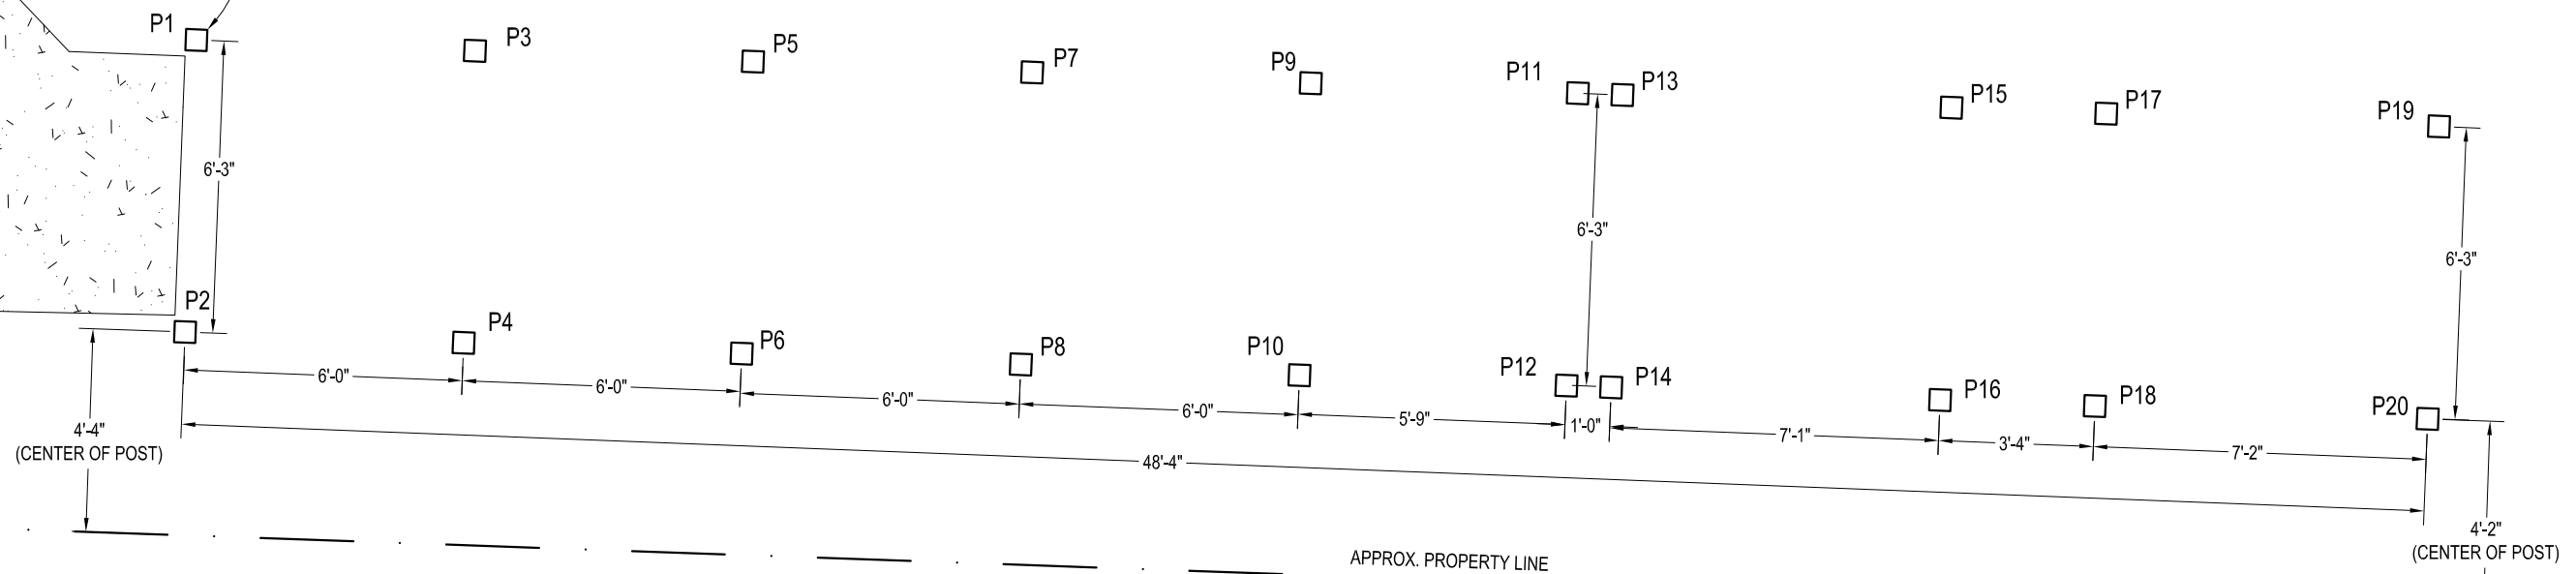 P1
P3
P5
P7
P9
P11
P13
P15
P17
P19
6'-3"
6'-3"
6'-3"
P2
P4
P6
P8
P10
P12
P14
P16
P18
P20
6'-0"
6'-0"
6'-0"
6'-0"
5'-9"
1'-0"
7'-1"
3'-4"
7'-2"
4'-4"
(CENTER OF POST)
48'-4"
4'-2"
(CENTER OF POST)
APPROX. PROPERTY LINE